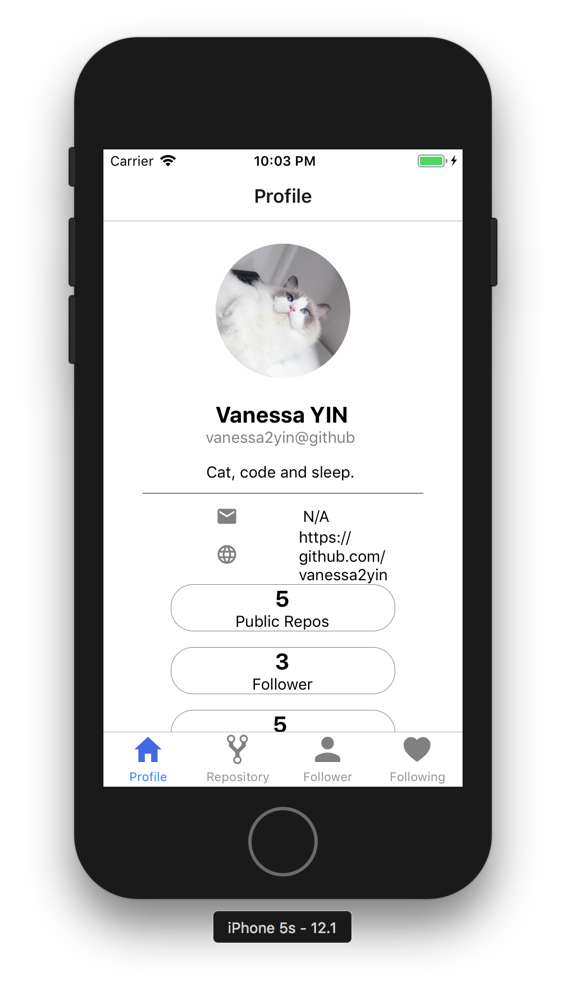 Carrier 10:03 PM
Profile
Vanessa YIN
vanessa2yin@github
Cat, code and sleep.
N/A
https://
github.com/
vanessa2yin
5
Public Repos
3
Follower
5
Profile Repository Follower Following
iPhone 5s - 12.1